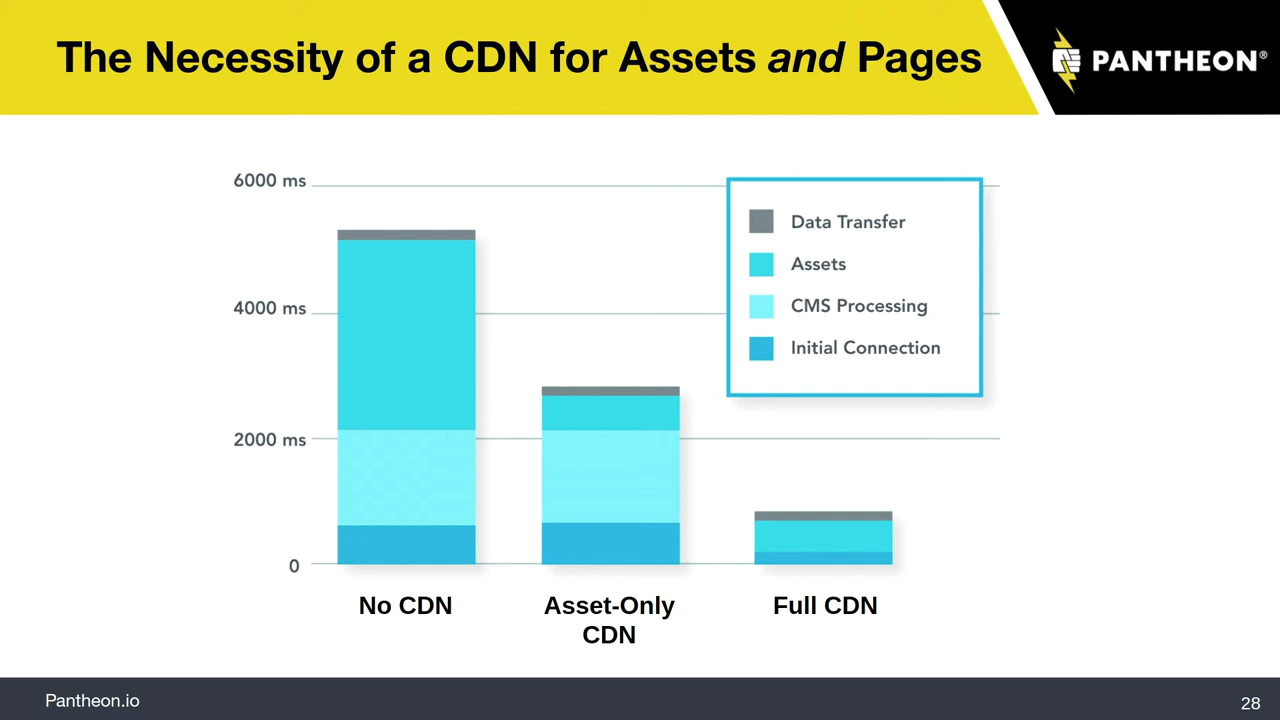 The Necessity of a CDN for Assets and Pages
PANTHEON®
6000 ms
4000 ms
2000 ms
0
Data Transfer
Assets
CMS Processing
Initial Connection
No CDN
Asset-Only
CDN
Full CDN
Pantheon.io
28